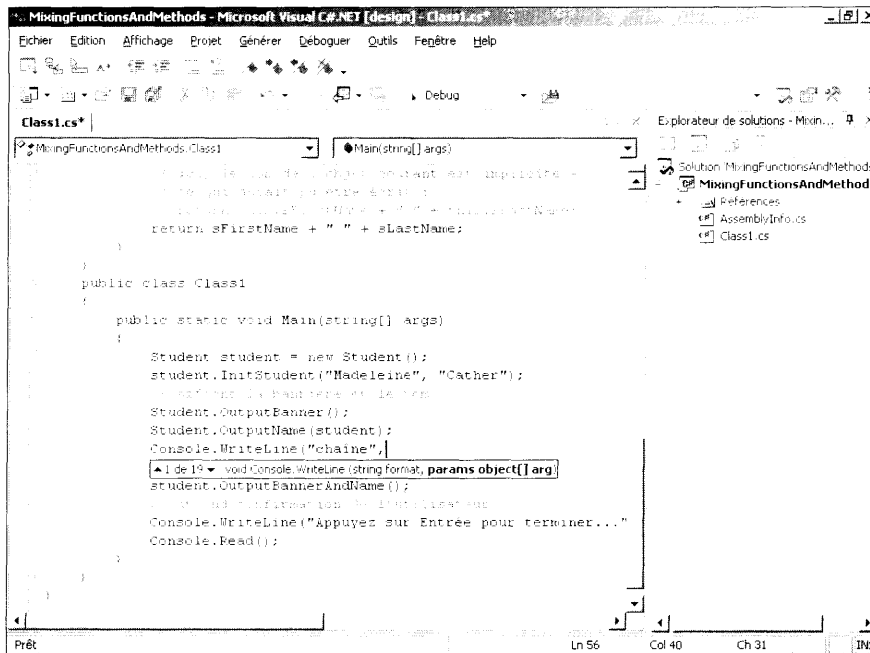 MixingFunctionsAndMethods - Microsoft Visual C#.NET [design] - Class1.cs*
Fichier Edition Affichage Projet Générer Déboguer Outils Fenêtre Help
Debug
Class1.cs*
MixingFunctionsAndMethods.Class1
Main(string[] args)
return sFirstName + " " + sLastName;
}
}
public class Class1
{
public static void Main(string[] args)
{
Student student = new Student();
student.InitStudent("Madeleine", "Cather");
Student.OutputBanner();
Student.OutputName(student);
Console.WriteLine("chaîne",
1 de 19 void Console.WriteLine (string format, params object[] arg)
student.OutputBannerAndName();
Console.WriteLine("Appuyez sur Entrée pour terminer..."
Console.Read();
}
}
}
Explorateur de solutions - Mixin...
Solution 'MixingFunctionsAndMethods
MixingFunctionsAndMethod
References
AssemblyInfo.cs
Class1.cs
Prêt
Ln 56
Col 40
Ch 31
IN